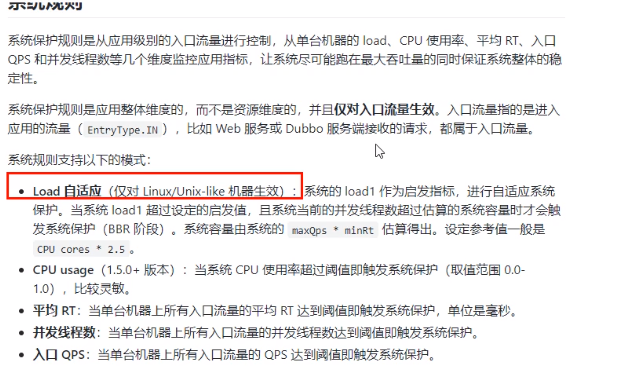 系统规则
系统保护规则是从应用级别的入口流量进行控制，从单台机器的 load、CPU 使用率、平均 RT、入口
QPS 和并发线程数等几个维度监控应用指标，让系统尽可能跑在最大吞吐量的同时保证系统整体的稳
定性。
系统保护规则是应用整体维度的，而不是资源维度的，并且仅对入口流量生效。入口流量指的是进入
应用的流量（EntryType.IN），比如 Web 服务或 Dubbo 服务端接收的请求，都属于入口流量。
系统规则支持以下的模式：
• Load 自适应（仅对 Linux/Unix-like 机器生效）：系统的 load1 作为启发指标，进行自适应系统
保护。当系统 load1 超过设定的启发值，且系统当前的并发线程数超过估算的系统容量时才会触
发系统保护（BBR 阶段）。系统容量由系统的 maxQps * minRt 估算得出。设定参考值一般是
CPU cores * 2.5。
• CPU usage（1.5.0+ 版本）：当系统 CPU 使用率超过阈值即触发系统保护（取值范围 0.0-
1.0），比较灵敏。
• 平均 RT：当单台机器上所有入口流量的平均 RT 达到阈值即触发系统保护，单位是毫秒。
• 并发线程数：当单台机器上所有入口流量的并发线程数达到阈值即触发系统保护。
• 入口 QPS：当单台机器上所有入口流量的 QPS 达到阈值即触发系统保护。